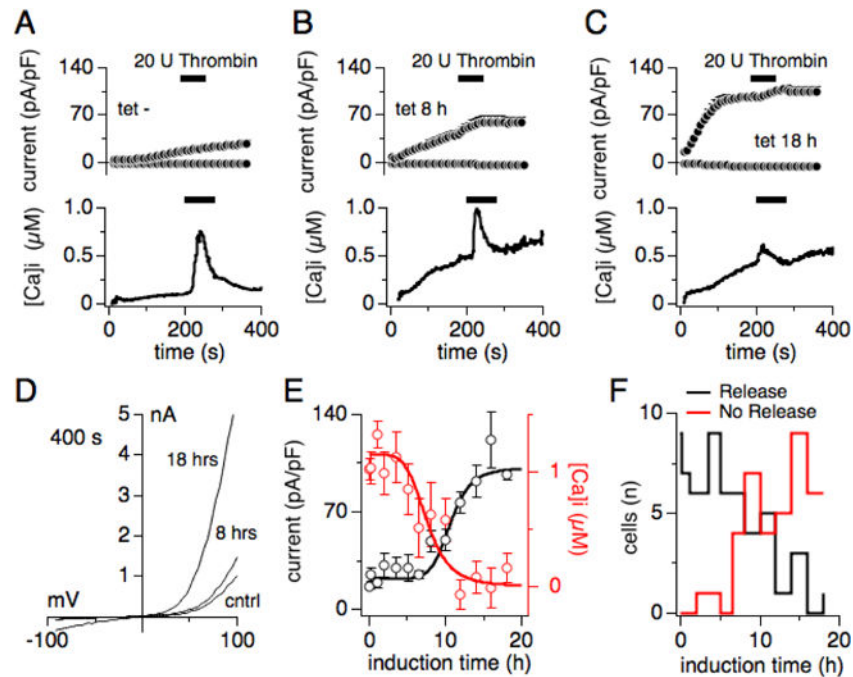 A
20 U Thrombin
current (pA/pF)
140
70
0
tet -
[Ca]i (µM)
1.0
0.5
0
0
200
400
time (s)
B
20 U Thrombin
current (pA/pF)
140
70
0
tet 8 h
[Ca]i (µM)
1.0
0.5
0
0
200
400
time (s)
C
20 U Thrombin
current (pA/pF)
140
70
0
tet 18 h
[Ca]i (µM)
1.0
0.5
0
0
200
400
time (s)
D
400 s
nA
5
4
3
2
1
18 hrs
8 hrs
cntrl
mV
-100
100
E
current (pA/pF)
140
70
0
[Ca]i (µM)
1
0
0
10
20
induction time (h)
F
Release
No Release
cells (n)
10
5
0
0
10
20
induction time (h)